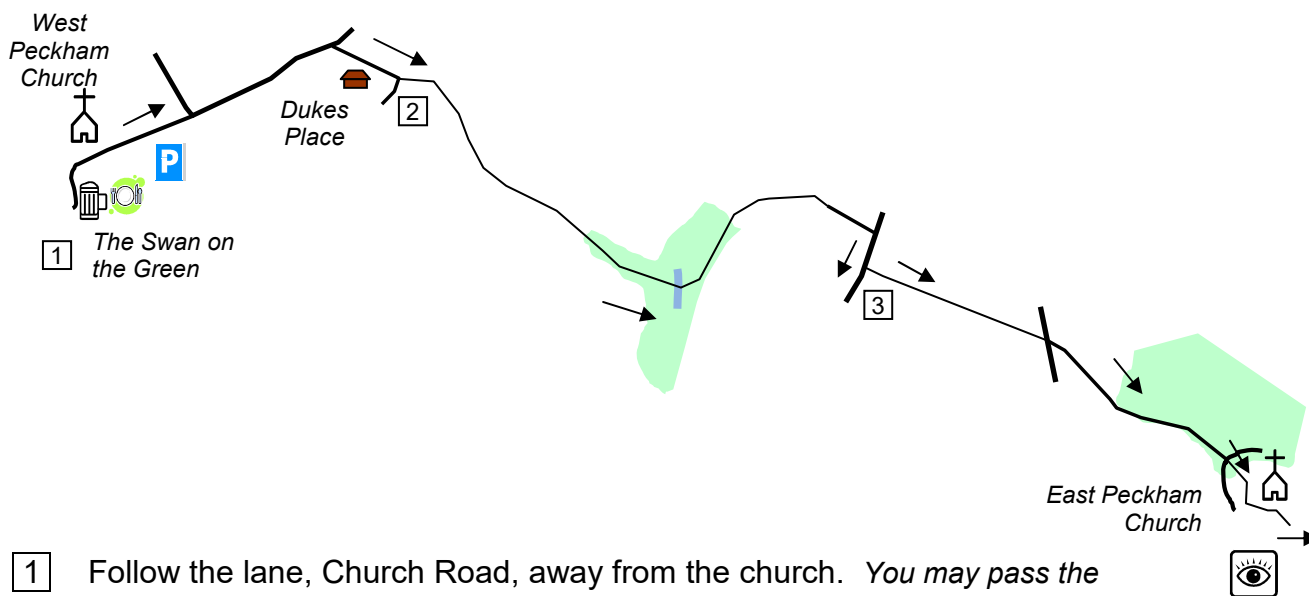 West
Peckham
Church
P
Dukes
Place
2
1
The Swan on
the Green
3
East Peckham
Church
1 Follow the lane, Church Road, away from the church. You may pass the